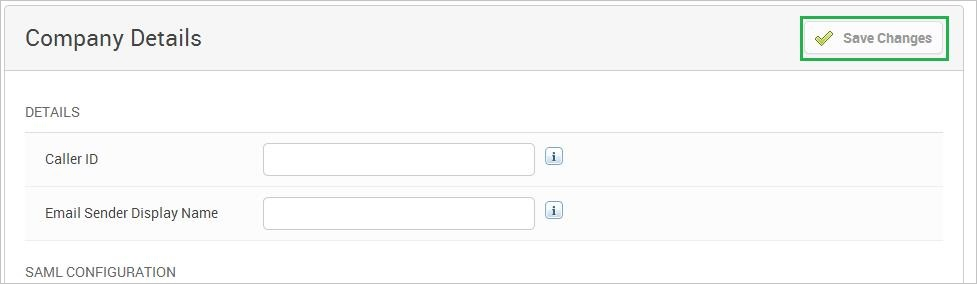 Company Details
Save Changes
DETAILS
Caller ID
i
Email Sender Display Name
i
SAML CONFIGURATION